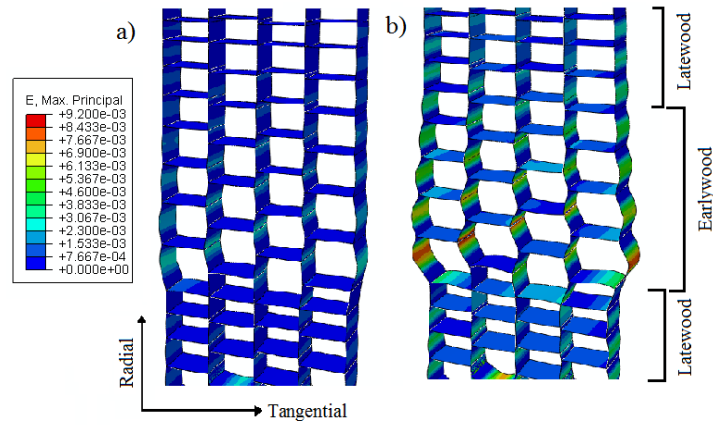 a)
b)
E, Max. Principal
+9.200e-03
+8.433e-03
+7.667e-03
+6.900e-03
+6.133e-03
+5.367e-03
+4.600e-03
+3.833e-03
+3.067e-03
+2.300e-03
+1.533e-03
+7.667e-04
+0.000e+00
Latewood
Earlywood
Latewood
Radial
Tangential